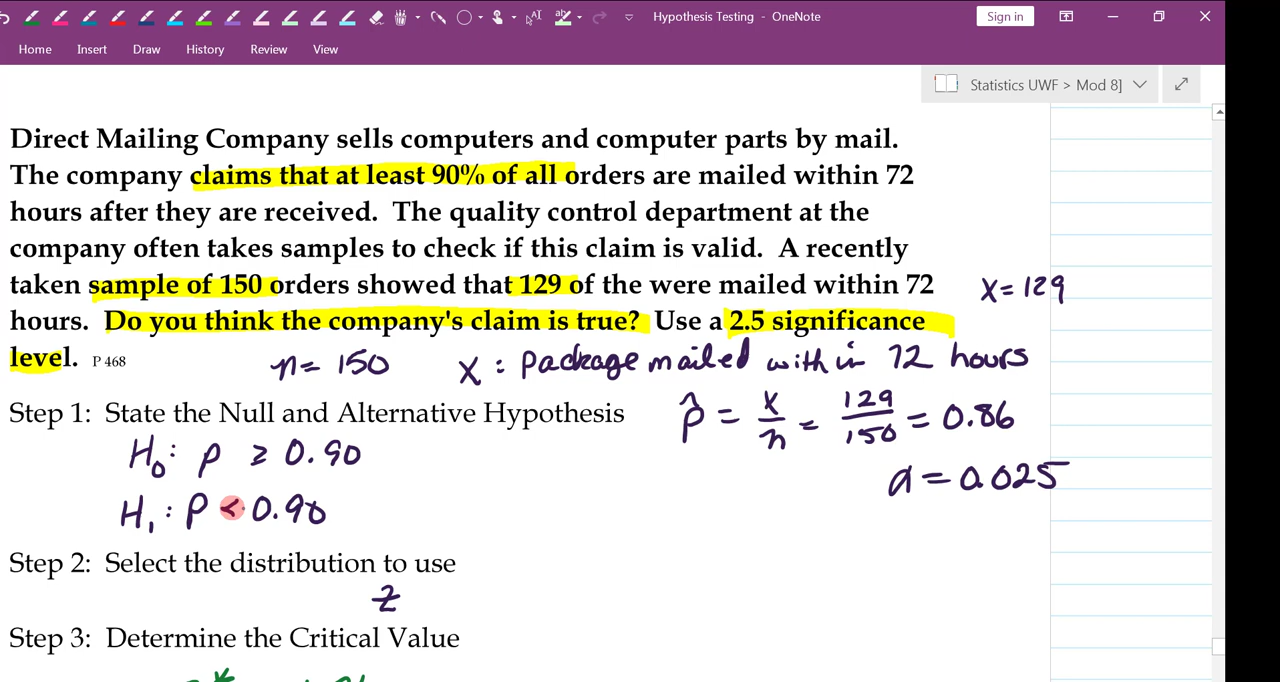 Hypothesis Testing - OneNote
Sign in
Home Insert Draw History Review View
Statistics UWF > Mod 8]
Direct Mailing Company sells computers and computer parts by mail.
The company claims that at least 90% of all orders are mailed within 72
hours after they are received. The quality control department at the
company often takes samples to check if this claim is valid. A recently
taken sample of 150 orders showed that 129 of the were mailed within 72
x = 129
hours. Do you think the company's claim is true? Use a 2.5 significance
level. P 468
n = 150 x : package mailed within 72 hours
Step 1: State the Null and Alternative Hypothesis
p̂ = x/n = 129/150 = 0.86
H₀: p ≥ 0.90
α = 0.025
H₁: p < 0.90
Step 2: Select the distribution to use
z
Step 3: Determine the Critical Value